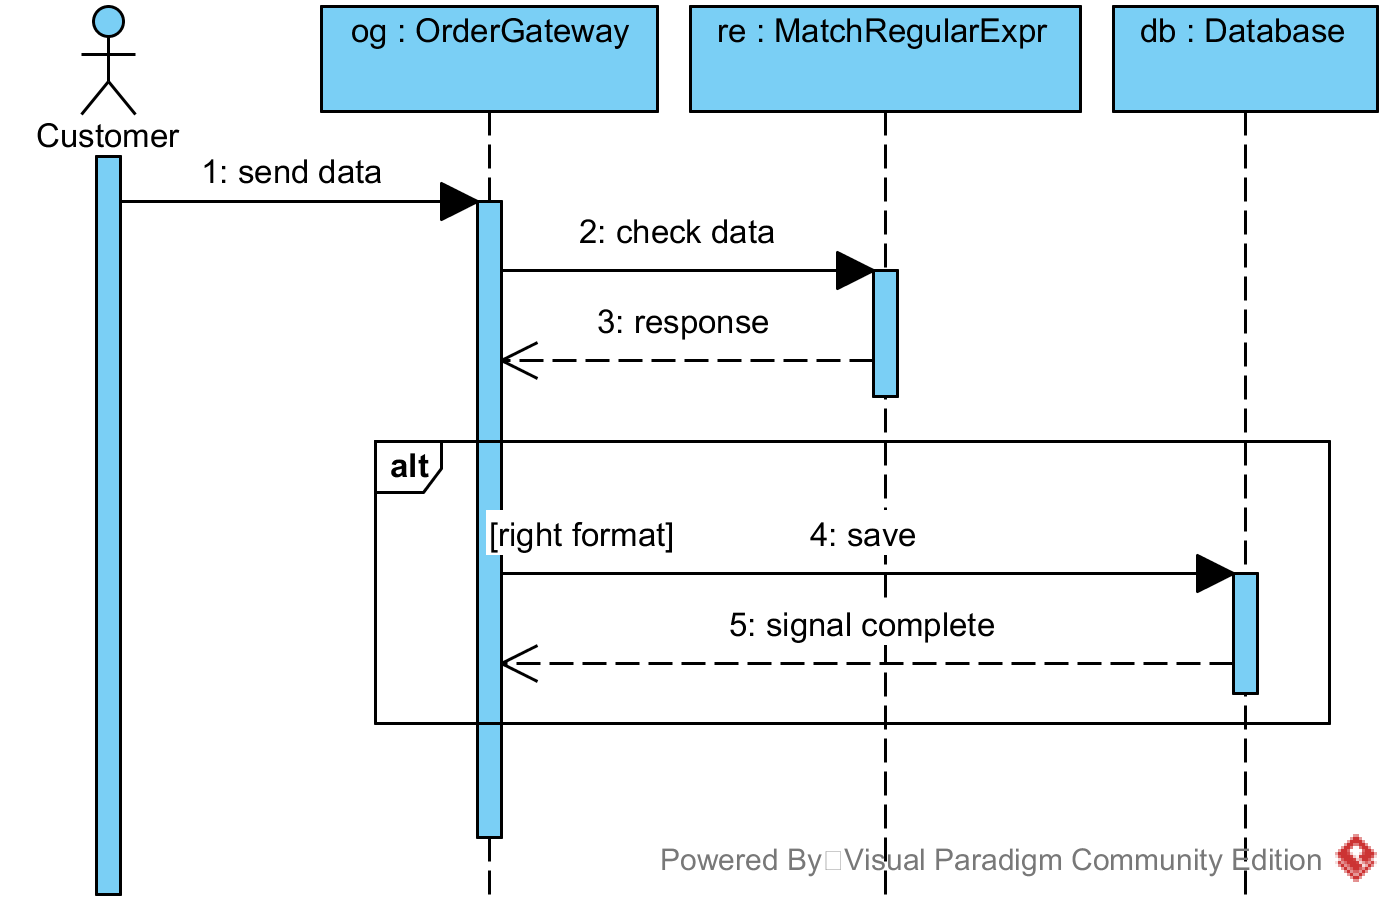 og : OrderGateway
re : MatchRegularExpr
db : Database
Customer
1: send data
2: check data
3: response
alt
[right format]
4: save
5: signal complete
Powered By Visual Paradigm Community Edition